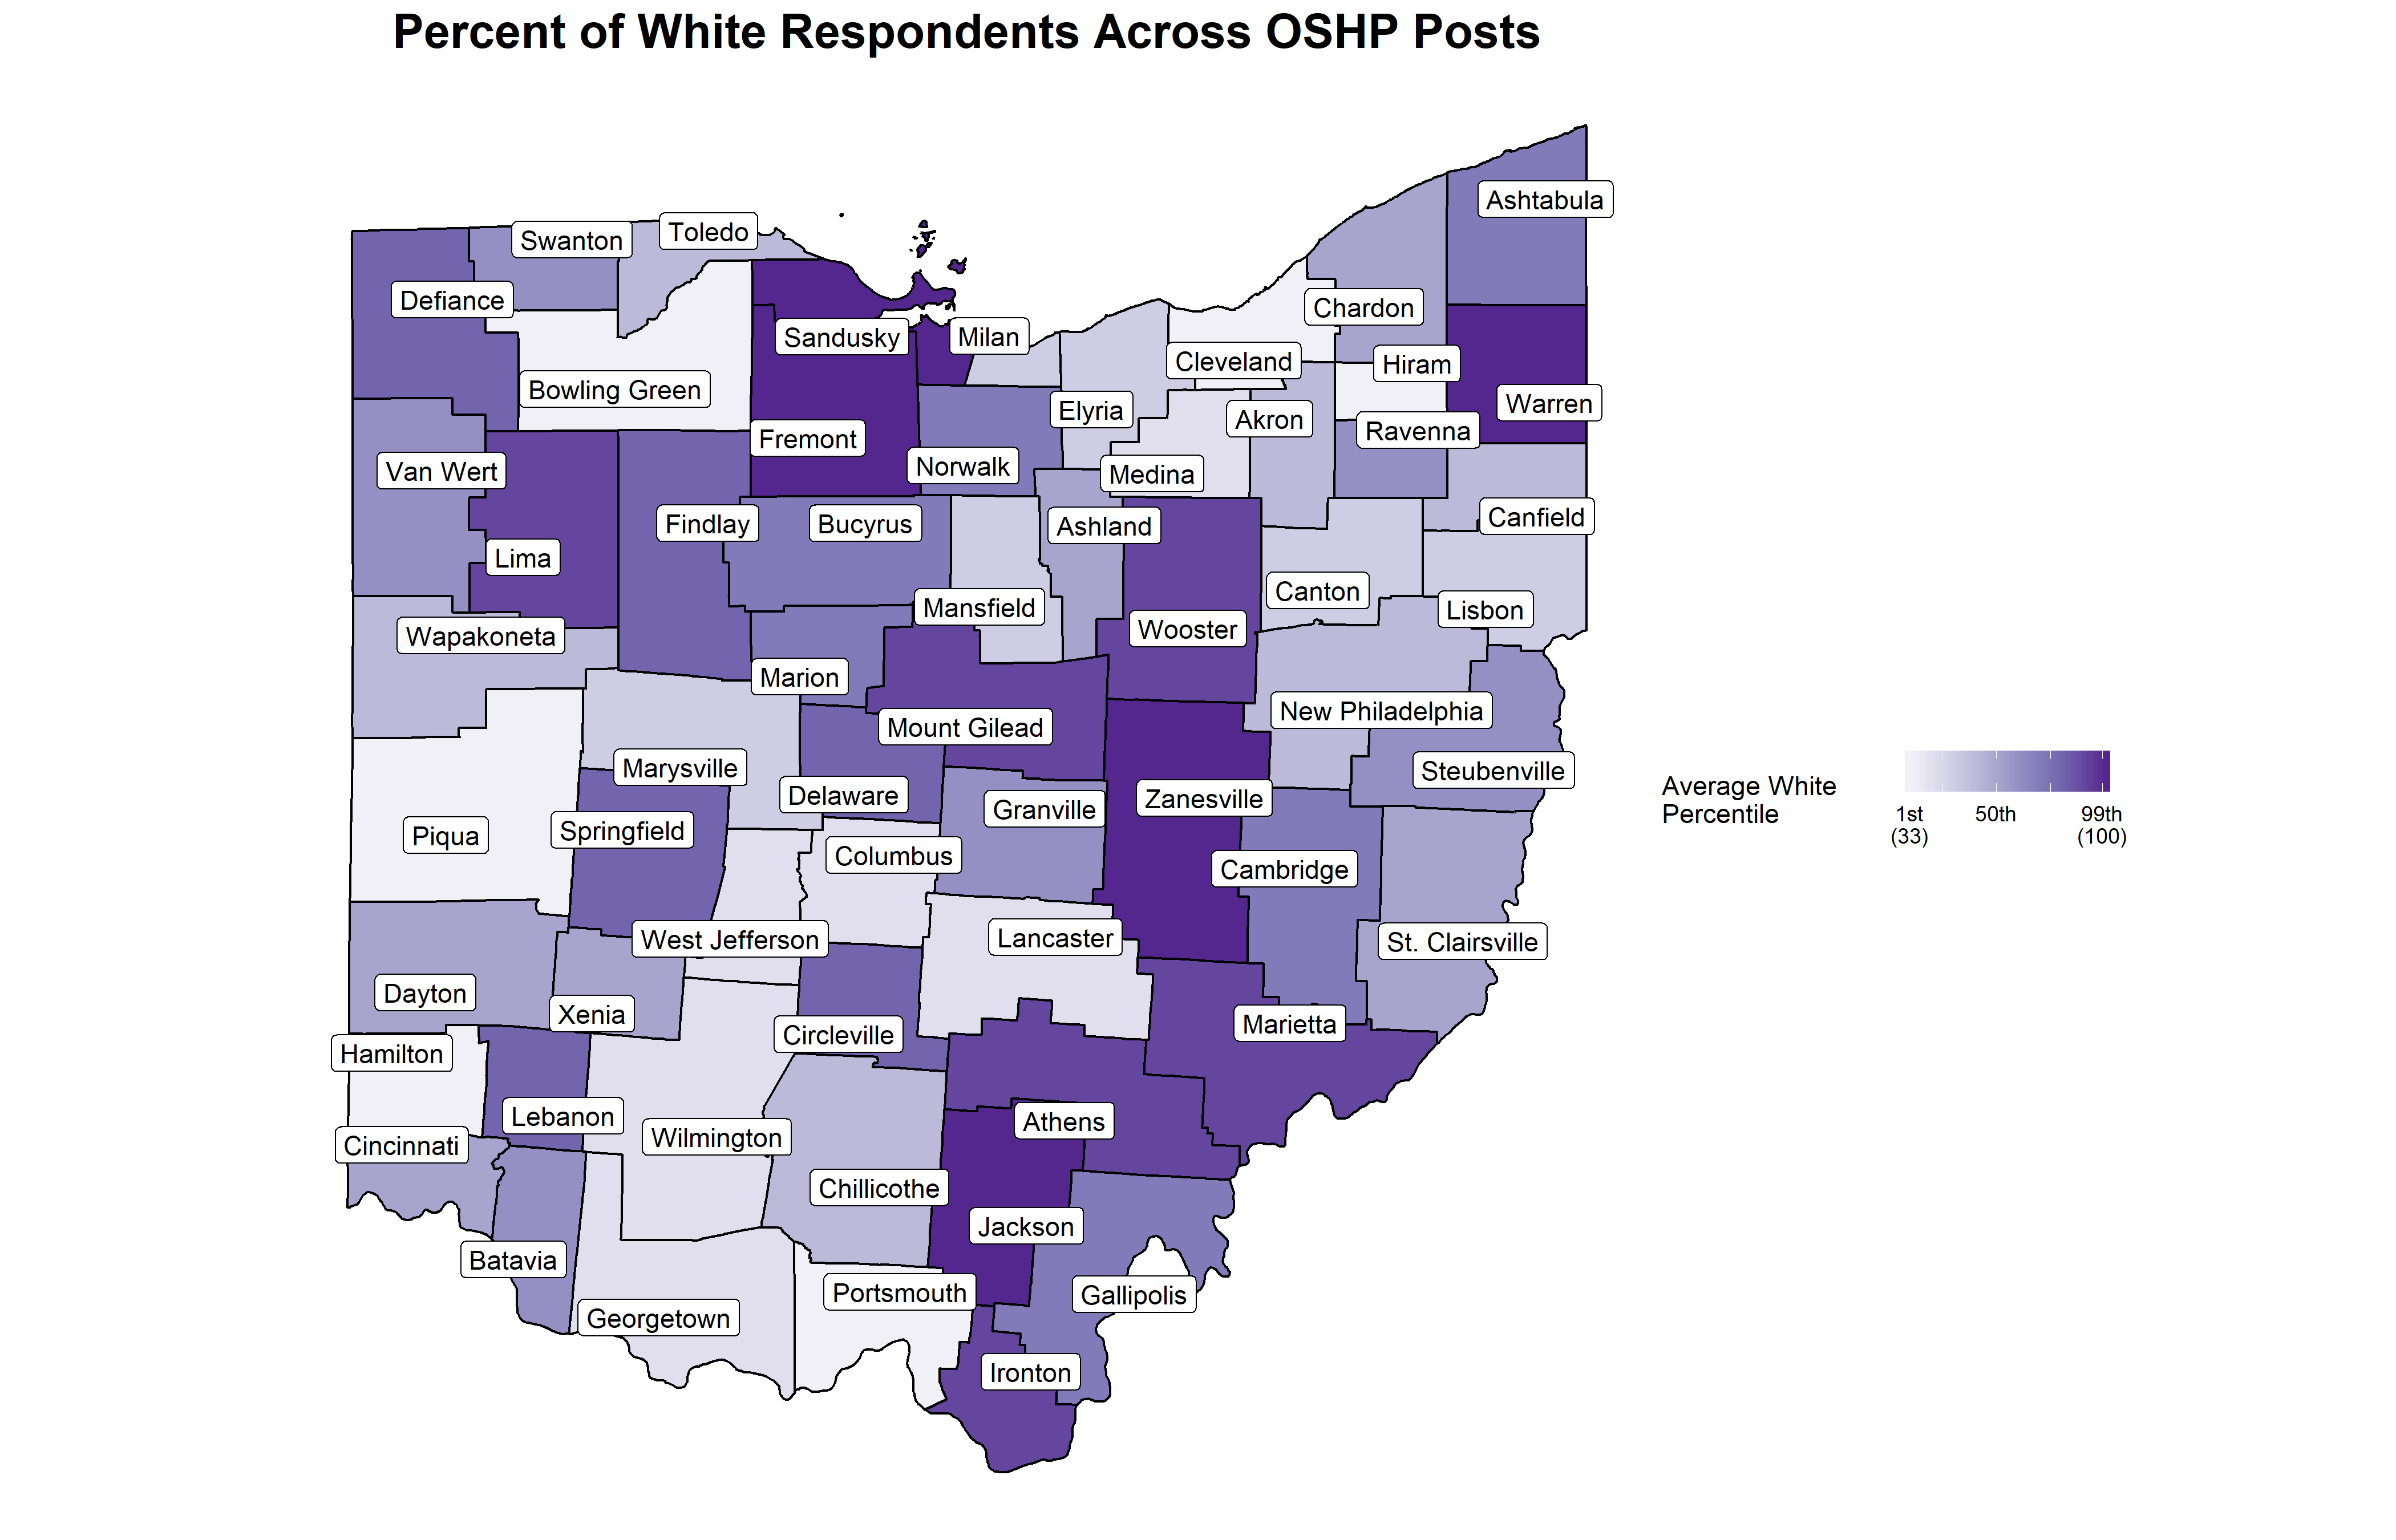 Percent of White Respondents Across OSHP Posts
Ashtabula
Toledo
Swanton
Defiance
Chardon
Sandusky
Milan
Cleveland
Hiram
Bowling Green
Warren
Elyria
Akron
Ravenna
Fremont
Norwalk
Van Wert
Medina
Canfield
Findlay
Bucyrus
Ashland
Lima
Canton
Mansfield
Lisbon
Wooster
Wapakoneta
Marion
New Philadelphia
Mount Gilead
Marysville
Steubenville
Delaware
Zanesville
Granville
Average White
Percentile
1st
50th
99th
(33)
(100)
Springfield
Piqua
Columbus
Cambridge
Lancaster
West Jefferson
St. Clairsville
Dayton
Xenia
Marietta
Circleville
Hamilton
Lebanon
Athens
Wilmington
Cincinnati
Chillicothe
Jackson
Batavia
Portsmouth
Gallipolis
Georgetown
Ironton